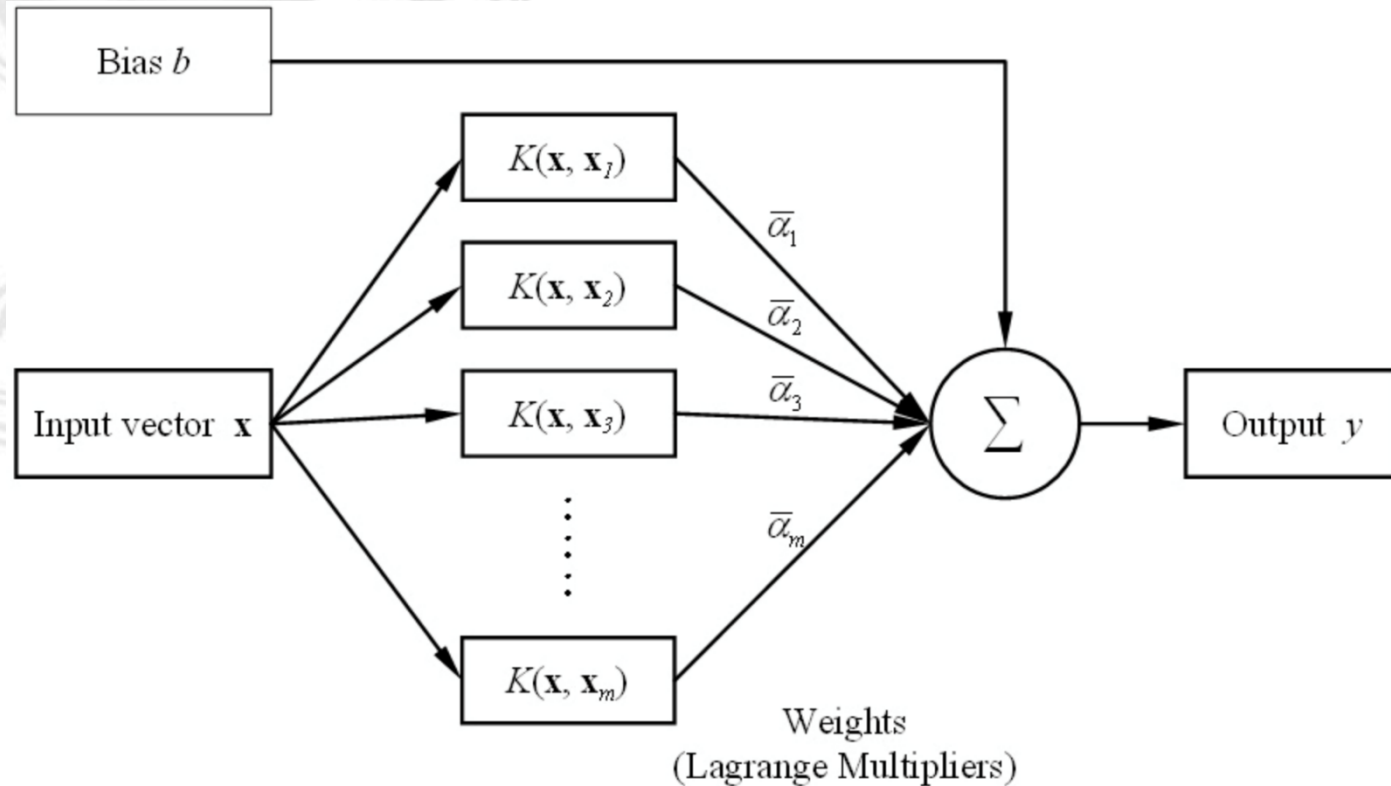 Bias b
K(x, x₁)
ᾱ₁
K(x, x₂)
ᾱ₂
K(x, x₃)
ᾱ₃
Input vector x
∑
Output y
ᾱₘ
K(x, xₘ)
Weights
(Lagrange Multipliers)